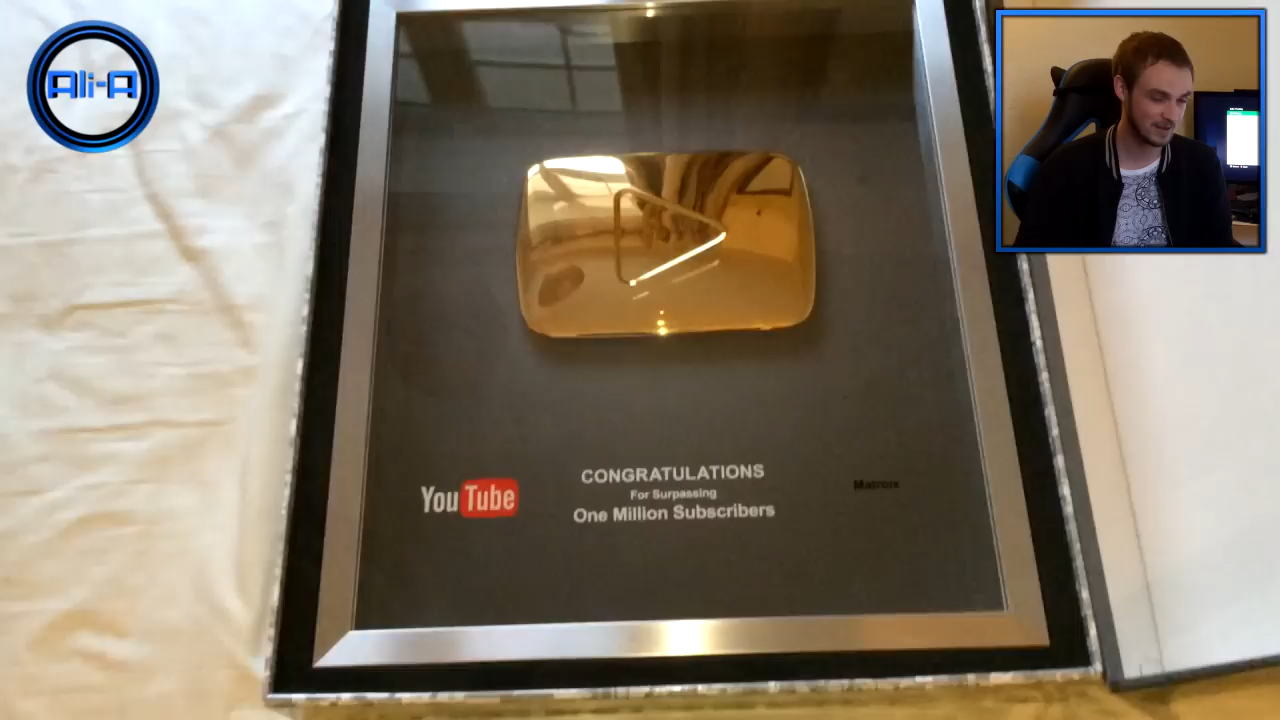 Ali-A
CONGRATULATIONS
For Surpassing
One Million Subscribers
YouTube
Matroix